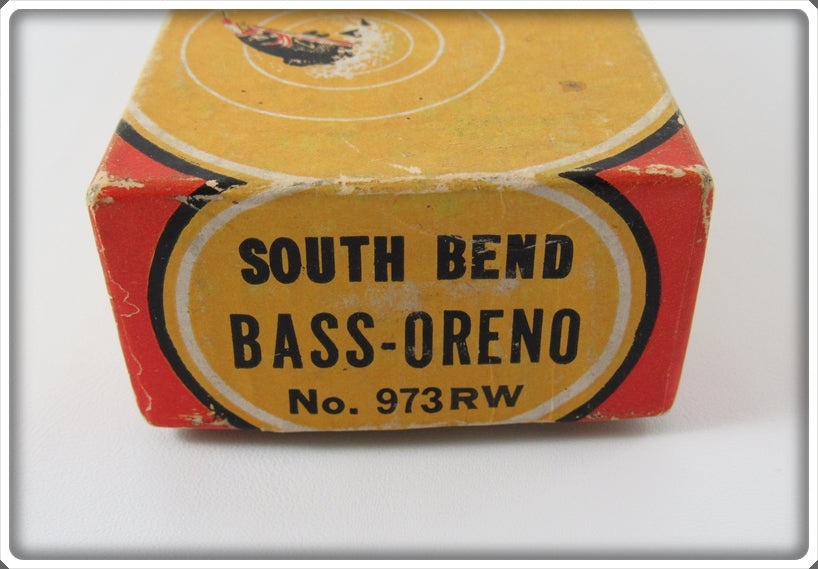 SOUTH BEND
BASS-ORENO
No. 973RW